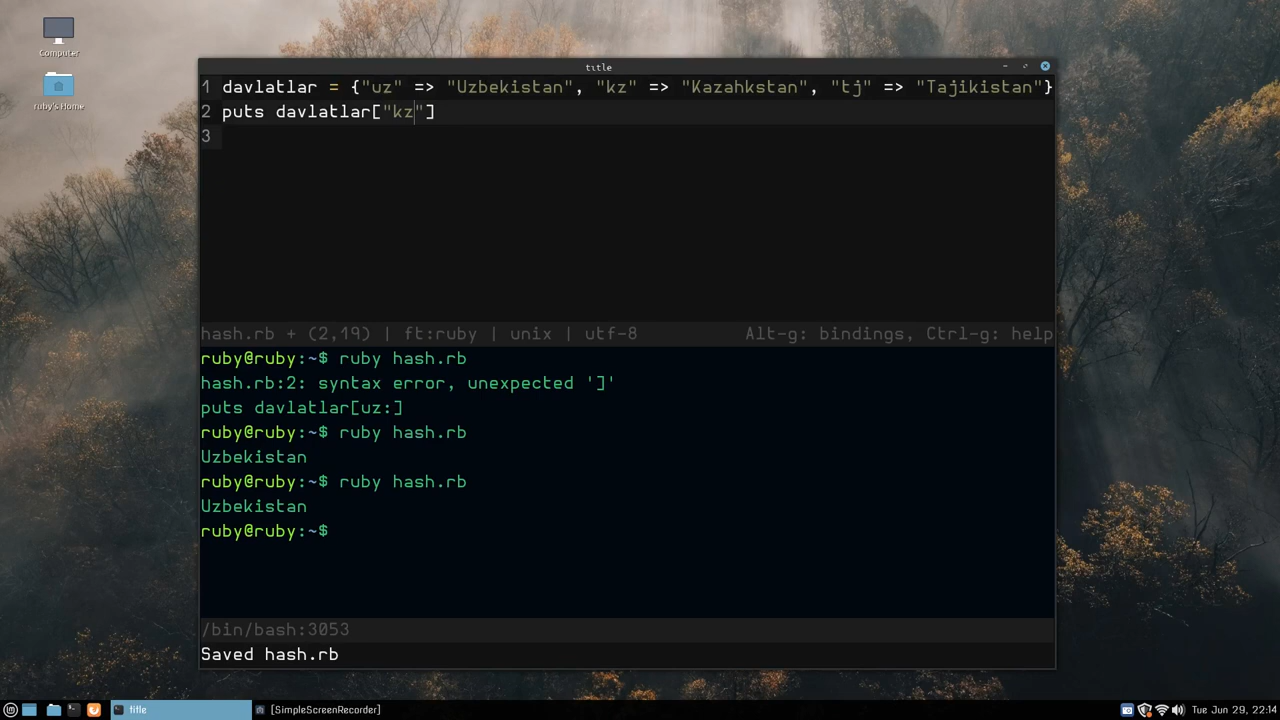 Computer
ruby's Home
title
1 davlatlar = {"uz" => "Uzbekistan", "kz" => "Kazahkstan", "tj" => "Tajikistan"}
2 puts davlatlar["kz"]
3
hash.rb + (2,19) | ft:ruby | unix | utf-8 Alt-g: bindings, Ctrl-g: help
ruby@ruby:~$ ruby hash.rb
hash.rb:2: syntax error, unexpected ']'
puts davlatlar[uz:]
ruby@ruby:~$ ruby hash.rb
Uzbekistan
ruby@ruby:~$ ruby hash.rb
Uzbekistan
ruby@ruby:~$
/bin/bash:3053
Saved hash.rb
title [SimpleScreenRecorder] Tue Jun 29, 22:14